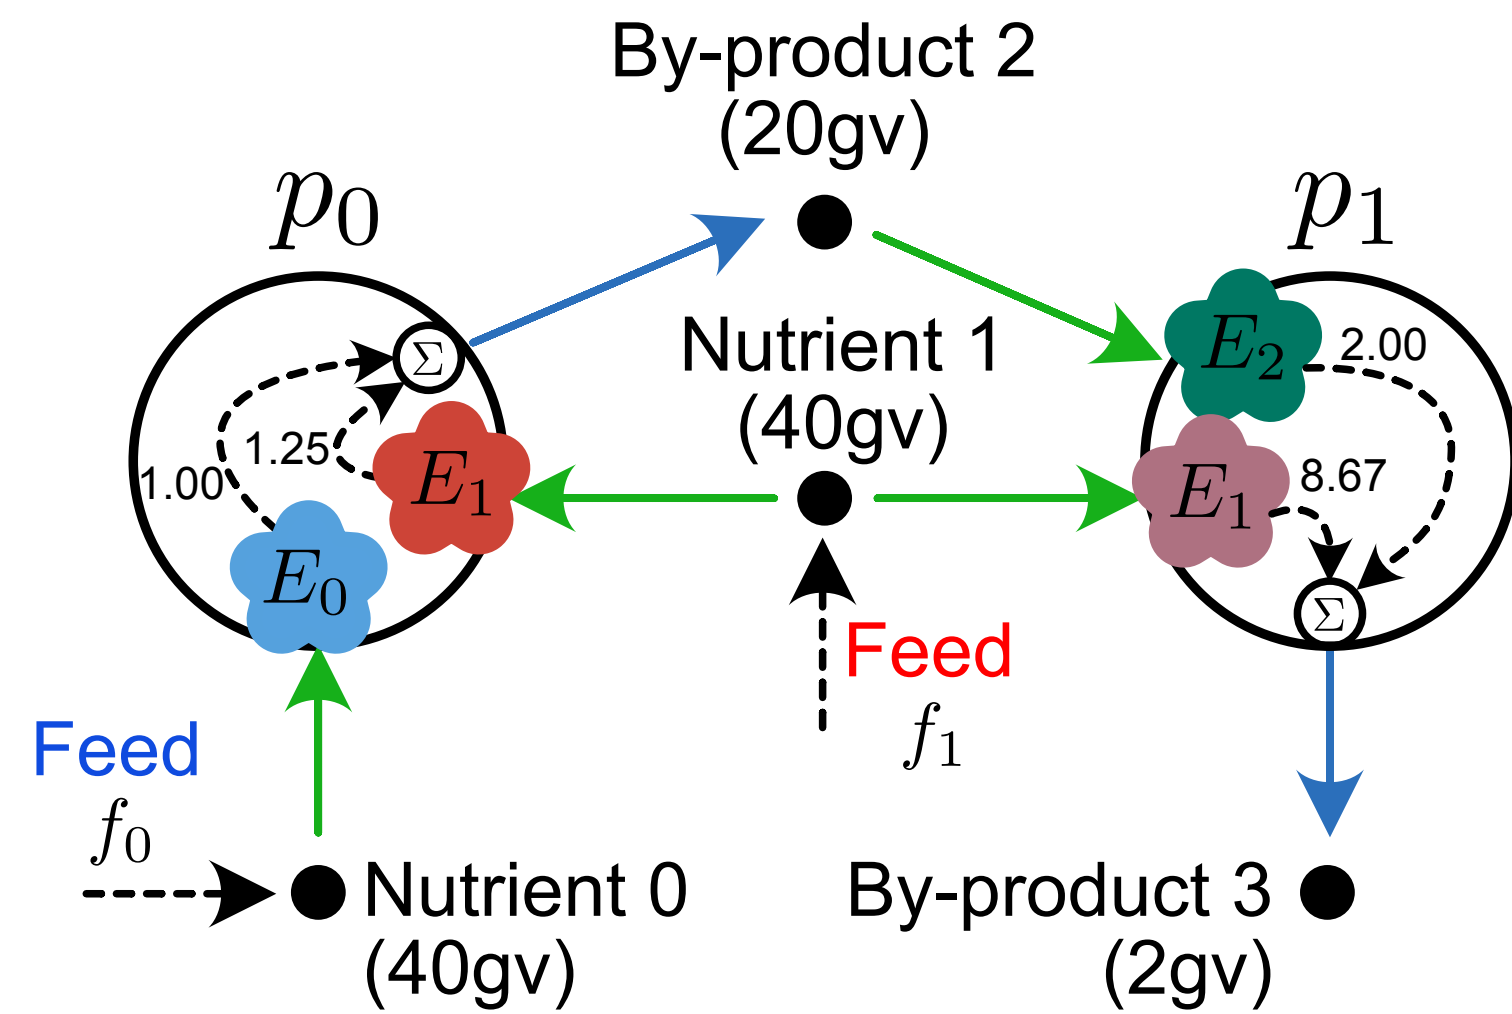 By-product 2
(20gv)
p0
p1
Nutrient 1
(40gv)
Σ
E2
2.00
1.25
1.00
E1
E1
8.67
E0
Σ
Feed
f1
Feed
f0
Nutrient 0
(40gv)
By-product 3
(2gv)